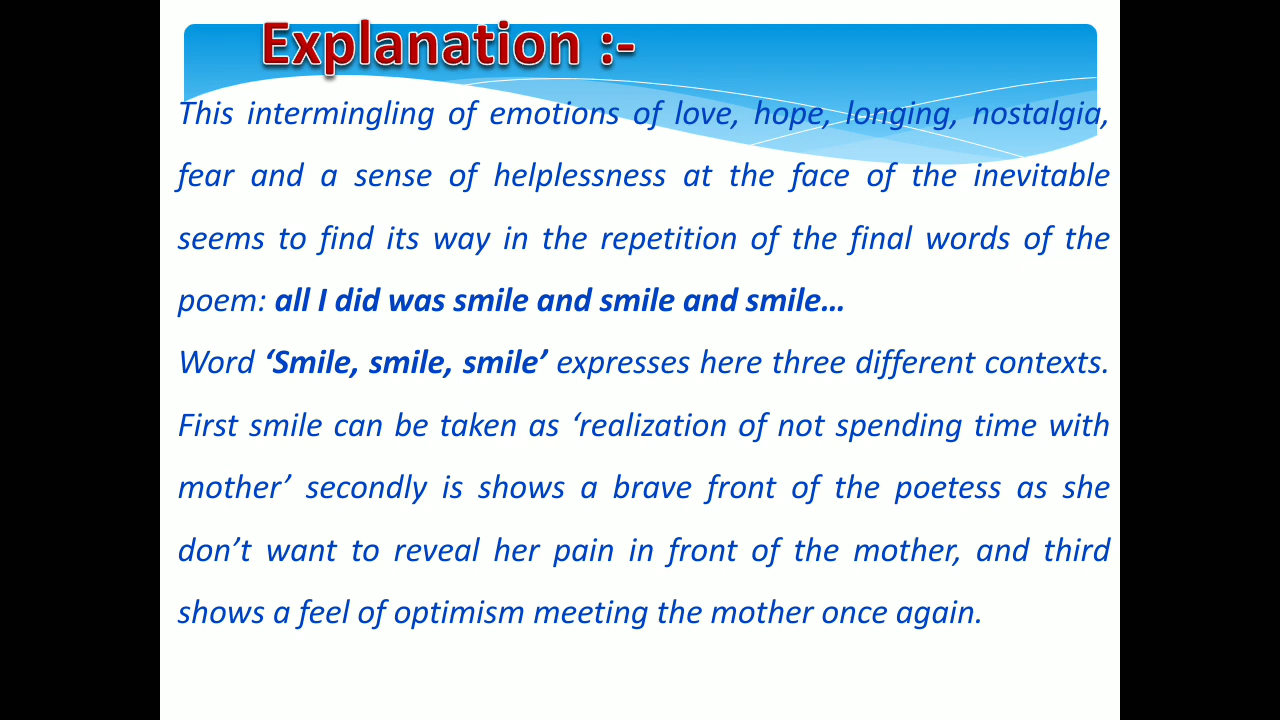 Explanation :-
This intermingling of emotions of love, hope, longing, nostalgia,
fear and a sense of helplessness at the face of the inevitable
seems to find its way in the repetition of the final words of the
poem: all I did was smile and smile and smile…
Word ‘Smile, smile, smile’ expresses here three different contexts.
First smile can be taken as ‘realization of not spending time with
mother’ secondly is shows a brave front of the poetess as she
don’t want to reveal her pain in front of the mother, and third
shows a feel of optimism meeting the mother once again.